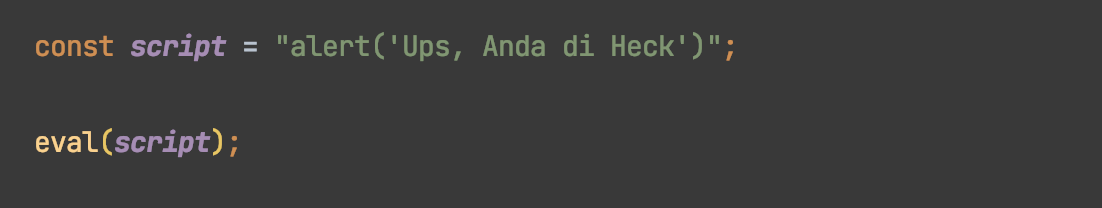 const script = "alert('Ups, Anda di Heck')";
eval(script);